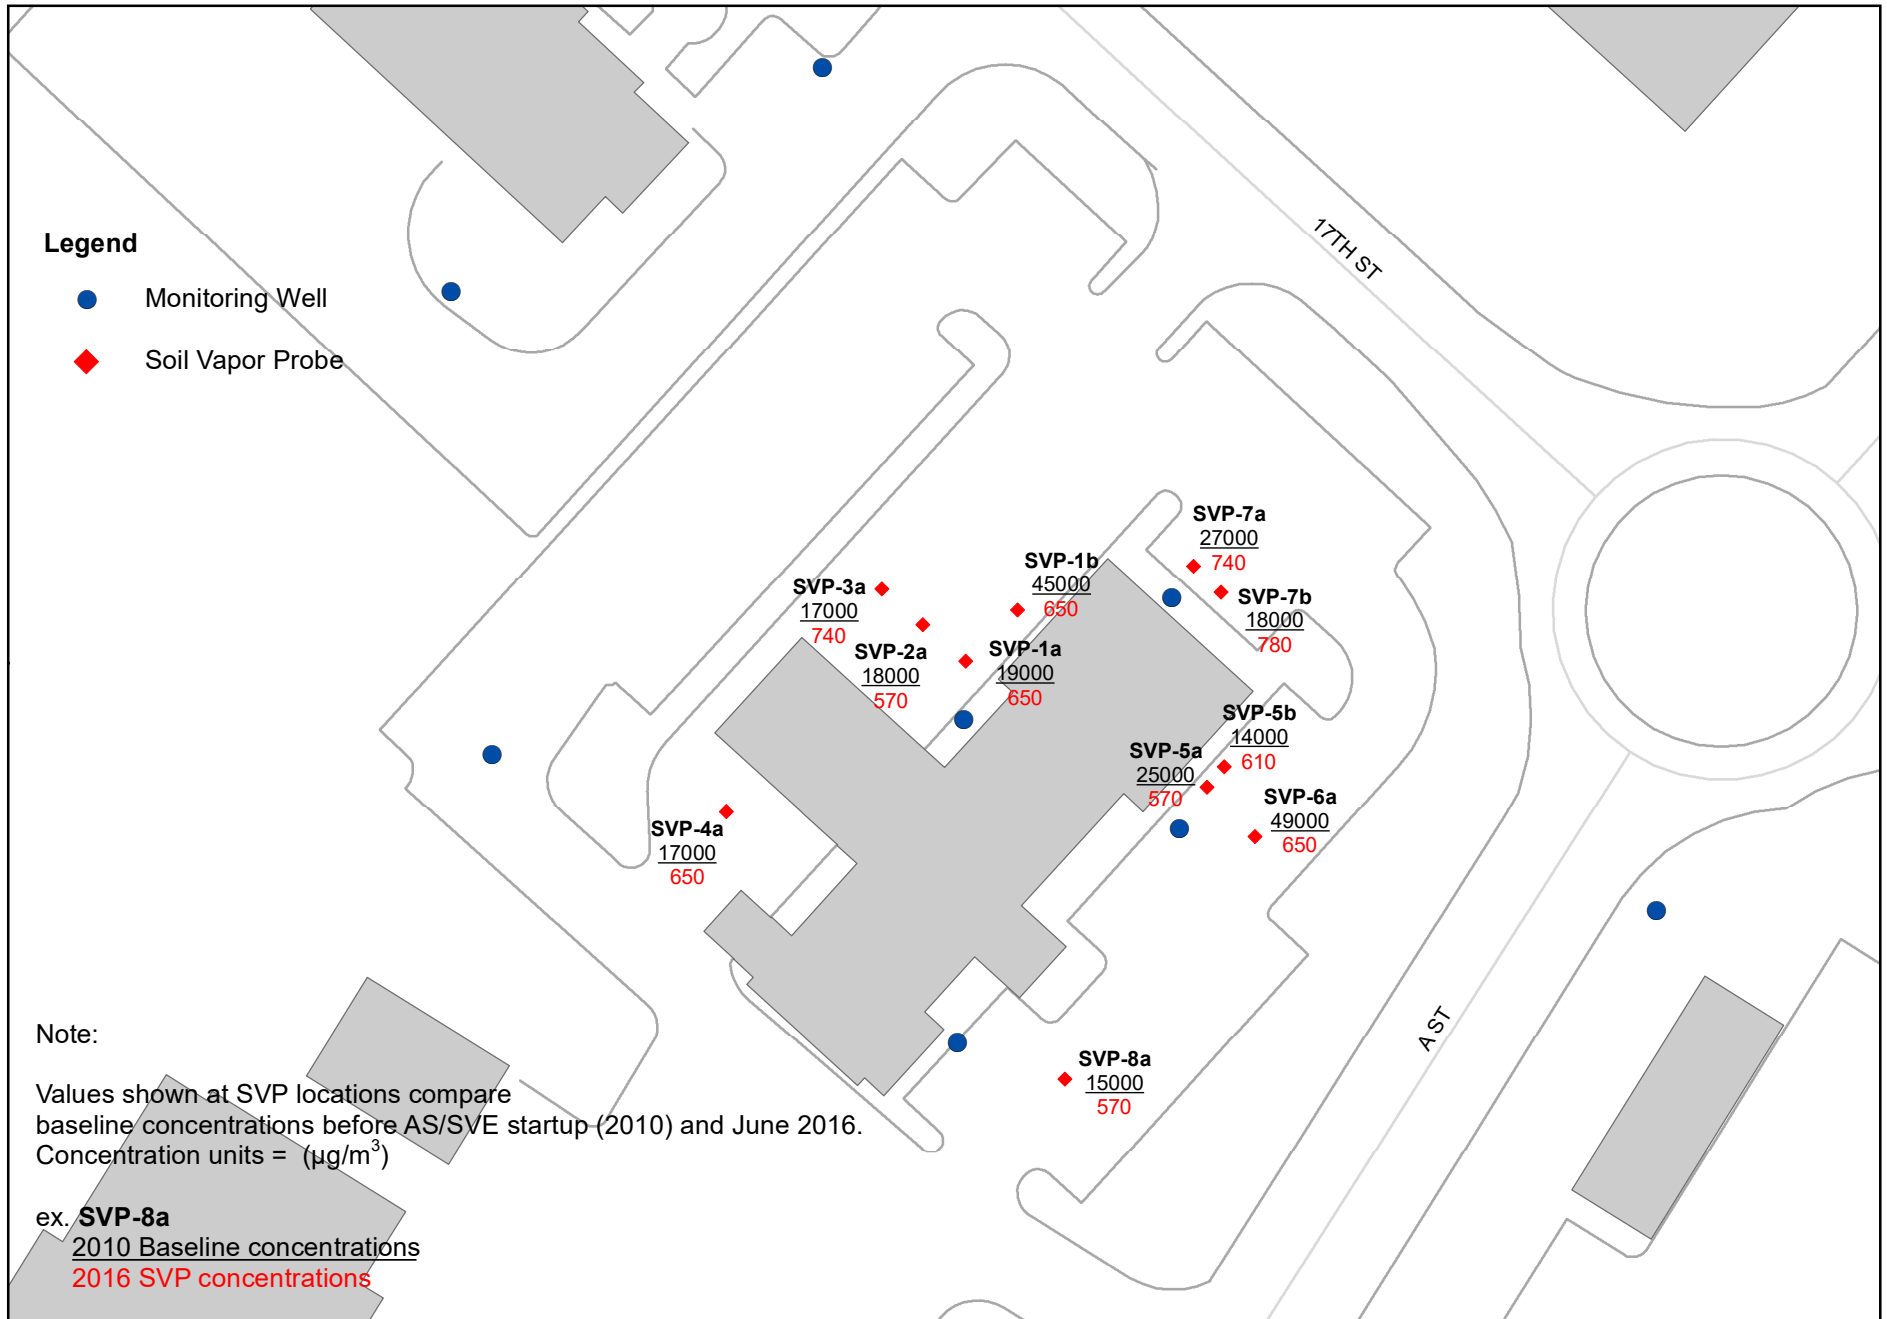 17TH ST
Legend
Monitoring Well
Soil Vapor Probe
SVP-7a
27000
740
SVP-1b
45000
650
SVP-3a
17000
740
SVP-7b
18000
780
SVP-2a
18000
570
SVP-1a
19000
650
SVP-5b
14000
610
SVP-5a
25000
570
SVP-6a
49000
650
SVP-4a
17000
650
A ST
SVP-8a
15000
570
Note:
Values shown at SVP locations compare
baseline concentrations before AS/SVE startup (2010) and June 2016.
Concentration units = (µg/m³)
ex. SVP-8a
2010 Baseline concentrations
2016 SVP concentrations